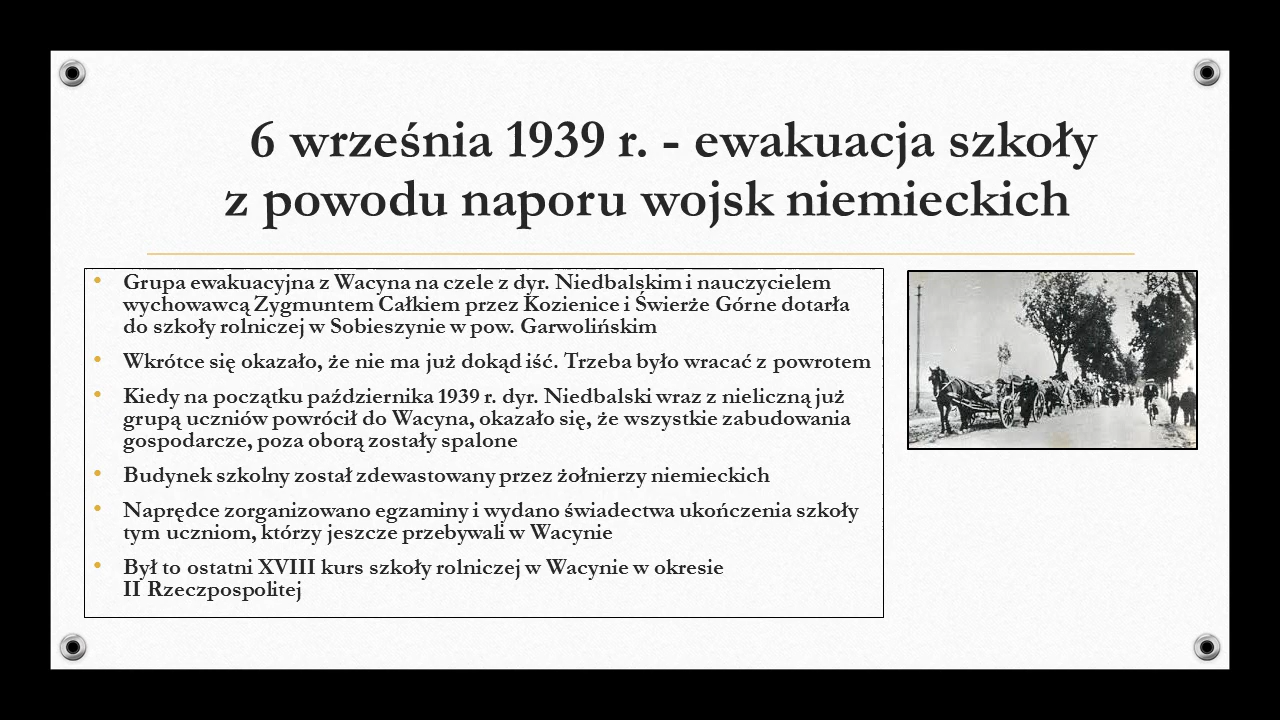 6 września 1939 r. - ewakuacja szkoły
z powodu naporu wojsk niemieckich
• Grupa ewakuacyjna z Wacyna na czele z dyr. Niedbalskim i nauczycielem
wychowawcą Zygmuntem Całkiem przez Kozienice i Świerże Górne dotarła
do szkoły rolniczej w Sobieszynie w pow. Garwolińskim
• Wkrótce się okazało, że nie ma już dokąd iść. Trzeba było wracać z powrotem
• Kiedy na początku października 1939 r. dyr. Niedbalski wraz z nieliczną już
grupą uczniów powrócił do Wacyna, okazało się, że wszystkie zabudowania
gospodarcze, poza oborą zostały spalone
• Budynek szkolny został zdewastowany przez żołnierzy niemieckich
• Naprędce zorganizowano egzaminy i wydano świadectwa ukończenia szkoły
tym uczniom, którzy jeszcze przebywali w Wacynie
• Był to ostatni XVIII kurs szkoły rolniczej w Wacynie w okresie
II Rzeczpospolitej